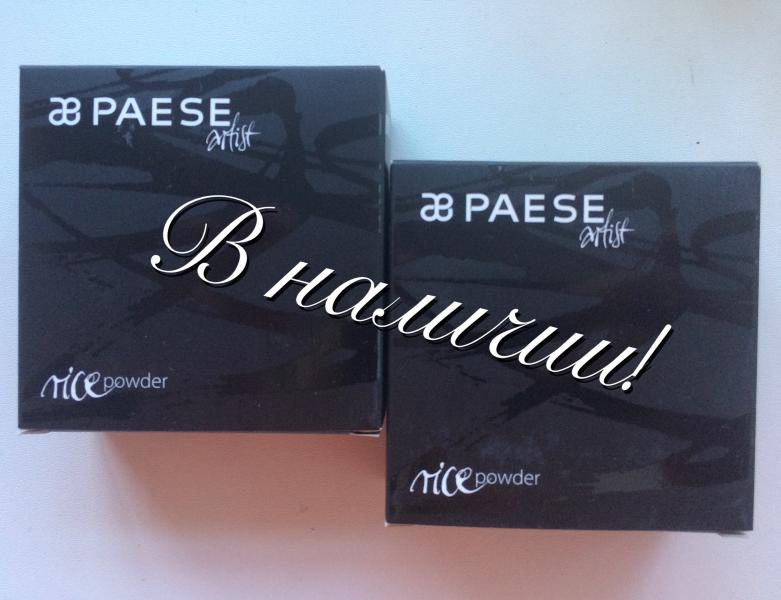 PAESE
artist
rice powder
PAESE
artist
rice powder
В наличии!